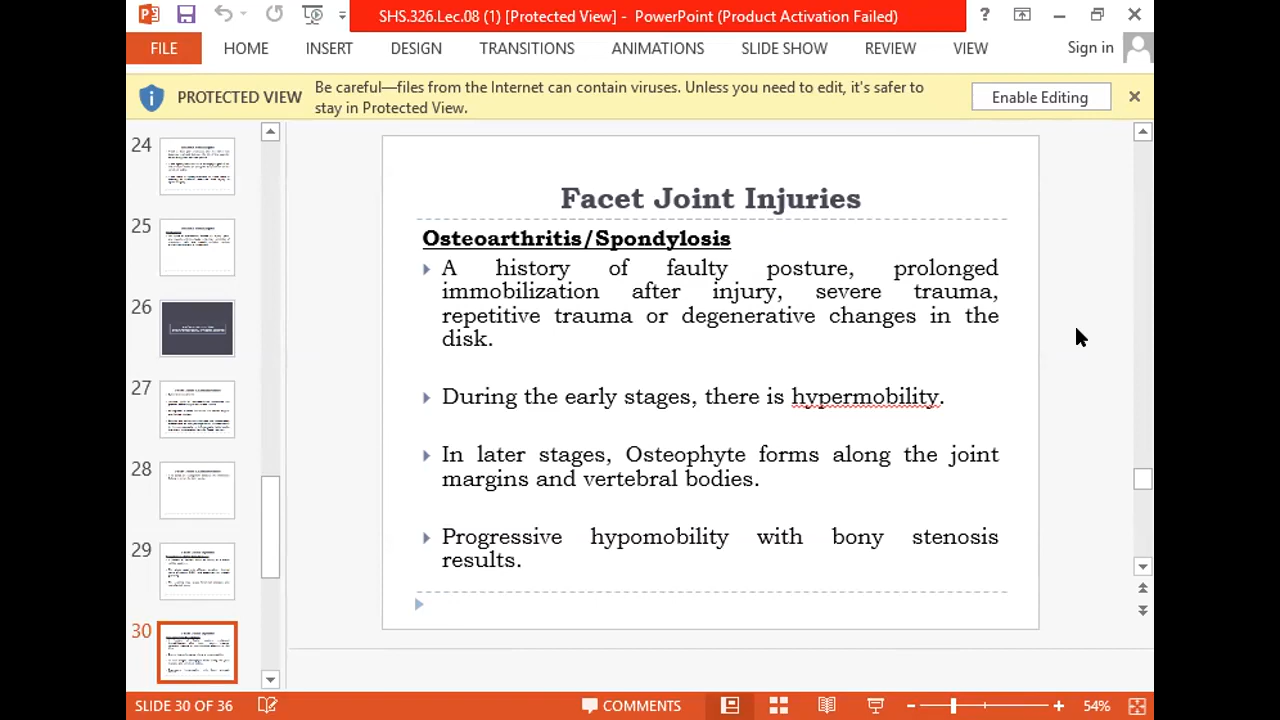 SHS.326.Lec.08 (1) [Protected View] - PowerPoint (Product Activation Failed)
?
FILE HOME INSERT DESIGN TRANSITIONS ANIMATIONS SLIDE SHOW REVIEW VIEW Sign in
PROTECTED VIEW
Be careful—files from the Internet can contain viruses. Unless you need to edit, it's safer to
stay in Protected View.
Enable Editing
24
25
26
27
28
29
30
Facet Joint Injuries
Osteoarthritis/Spondylosis
A history of faulty posture, prolonged
immobilization after injury, severe trauma,
repetitive trauma or degenerative changes in the
disk.
During the early stages, there is hypermobility.
In later stages, Osteophyte forms along the joint
margins and vertebral bodies.
Progressive hypomobility with bony stenosis
results.
SLIDE 30 OF 36
COMMENTS
54%